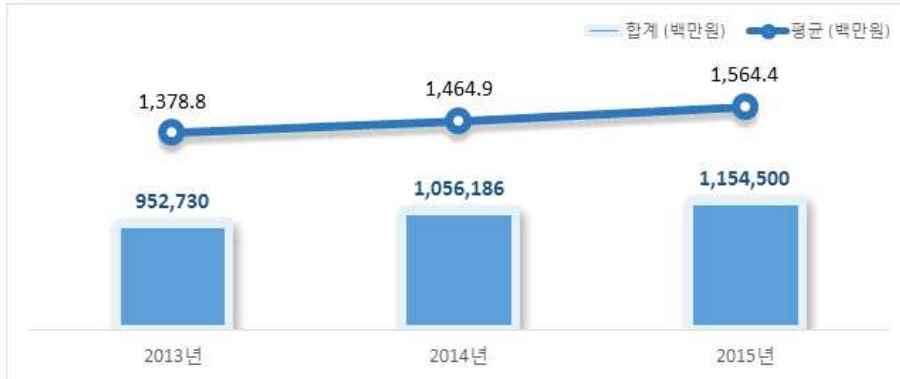 합계 (백만원) 평균 (백만원)
1,378.8 1,464.9 1,564.4
952,730 1,056,186 1,154,500
2013년 2014년 2015년